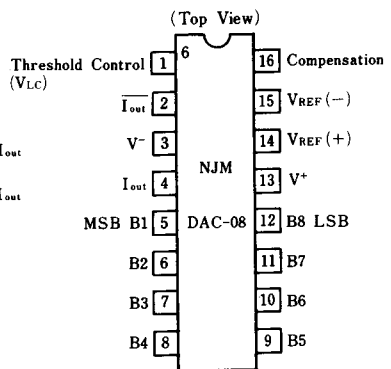 (Top View)
6
Threshold Control 1
(VLC)
16 Compensation
Iout 2
15 VREF(−)
Iout
V⁻ 3
14 VREF(+)
NJM
Iout
Iout 4
13 V⁺
MSB B1 5
DAC-08
12 B8 LSB
B2 6
11 B7
B3 7
10 B6
B4 8
9 B5